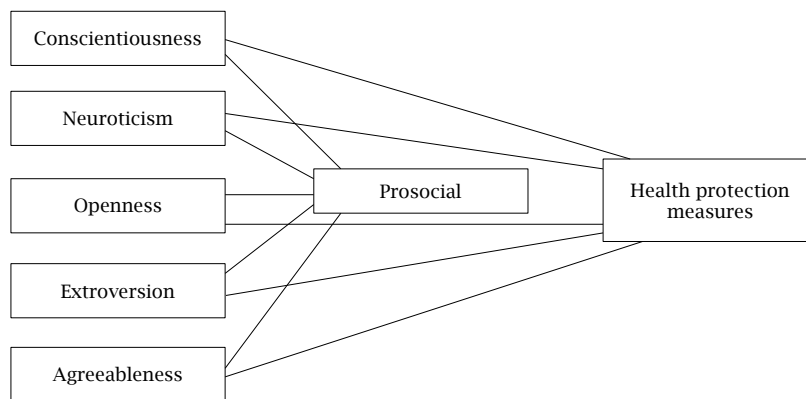 Conscientiousness
Neuroticism
Openness
Extroversion
Agreeableness
Prosocial
Health protection
measures